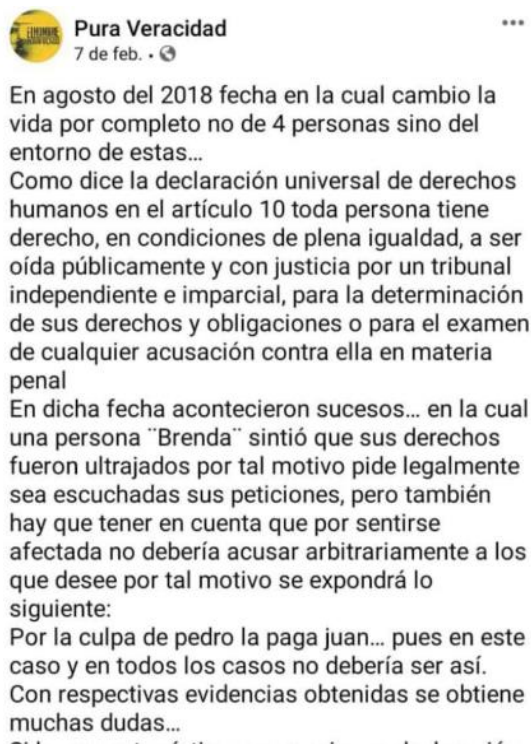 Pura Veracidad
7 de feb. ·
En agosto del 2018 fecha en la cual cambio la
vida por completo no de 4 personas sino del
entorno de estas...
Como dice la declaración universal de derechos
humanos en el artículo 10 toda persona tiene
derecho, en condiciones de plena igualdad, a ser
oída públicamente y con justicia por un tribunal
independiente e imparcial, para la determinación
de sus derechos y obligaciones o para el examen
de cualquier acusación contra ella en materia
penal
En dicha fecha acontecieron sucesos... en la cual
una persona ¨Brenda¨ sintió que sus derechos
fueron ultrajados por tal motivo pide legalmente
sea escuchadas sus peticiones, pero también
hay que tener en cuenta que por sentirse
afectada no debería acusar arbitrariamente a los
que desee por tal motivo se expondrá lo
siguiente:
Por la culpa de pedro la paga juan... pues en este
caso y en todos los casos no debería ser así.
Con respectivas evidencias obtenidas se obtiene
muchas dudas...